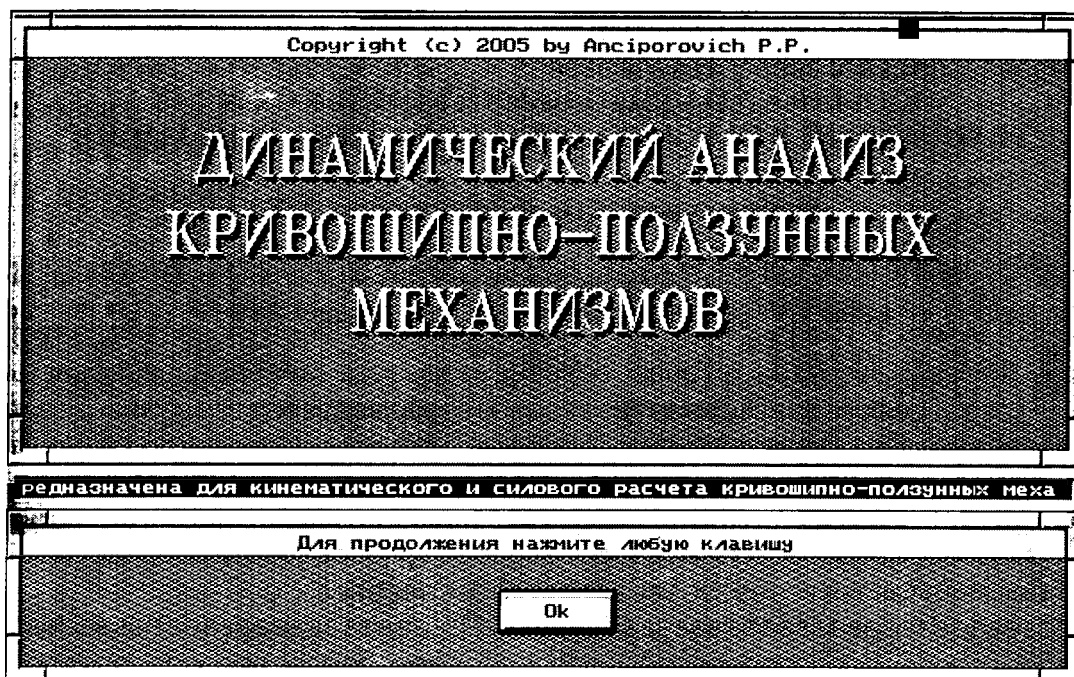 Copyright (c) 2005 by Anciporovich P.P.
ДИНАМИЧЕСКИЙ АНАЛИЗ
КРИВОШИПНО-ПОЛЗУННЫХ
МЕХАНИЗМОВ
редназначена для кинематического и силового расчета кривошипно-ползунных меха
Для продолжения нажмите любую клавишу
Ok